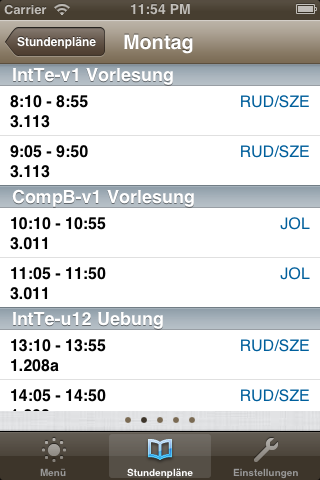 Carrier 11:54 PM
Stundenpläne Montag
IntTe-v1 Vorlesung
8:10 - 8:55 RUD/SZE
3.113
9:05 - 9:50 RUD/SZE
3.113
CompB-v1 Vorlesung
10:10 - 10:55 JOL
3.011
11:05 - 11:50 JOL
3.011
IntTe-u12 Uebung
13:10 - 13:55 RUD/SZE
1.208a
14:05 - 14:50 RUD/SZE
Menü Stundenpläne Einstellungen